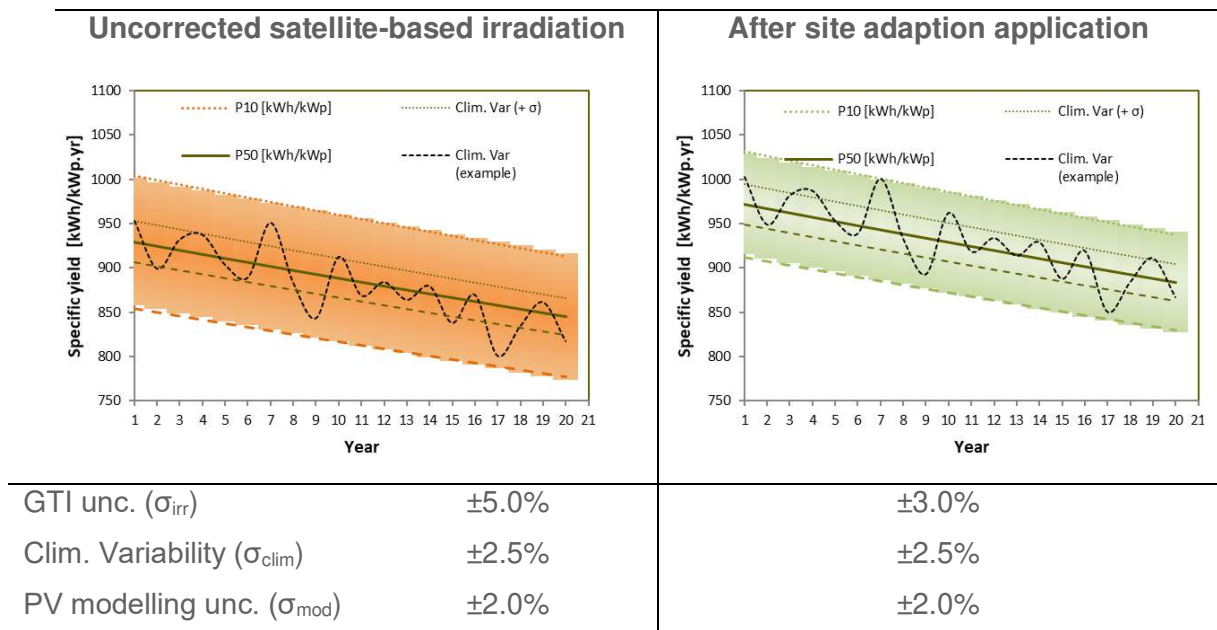 Uncorrected satellite-based irradiation
After site adaption application
1100
1050
1000
950
900
850
800
750
Specific yield [kWh/kWp.yr]
P10 [kWh/kWp]
Clim. Var (+ σ)
P50 [kWh/kWp]
Clim. Var
(example)
1 2 3 4 5 6 7 8 9 10 11 12 13 14 15 16 17 18 19 20 21
Year
1100
1050
1000
950
900
850
800
750
Specific yield [kWh/kWp.yr]
P10 [kWh/kWp]
Clim. Var (+ σ)
P50 [kWh/kWp]
Clim. Var
(example)
1 2 3 4 5 6 7 8 9 10 11 12 13 14 15 16 17 18 19 20 21
Year
GTI unc. (σirr) ±5.0% ±3.0%
Clim. Variability (σclim) ±2.5% ±2.5%
PV modelling unc. (σmod) ±2.0% ±2.0%